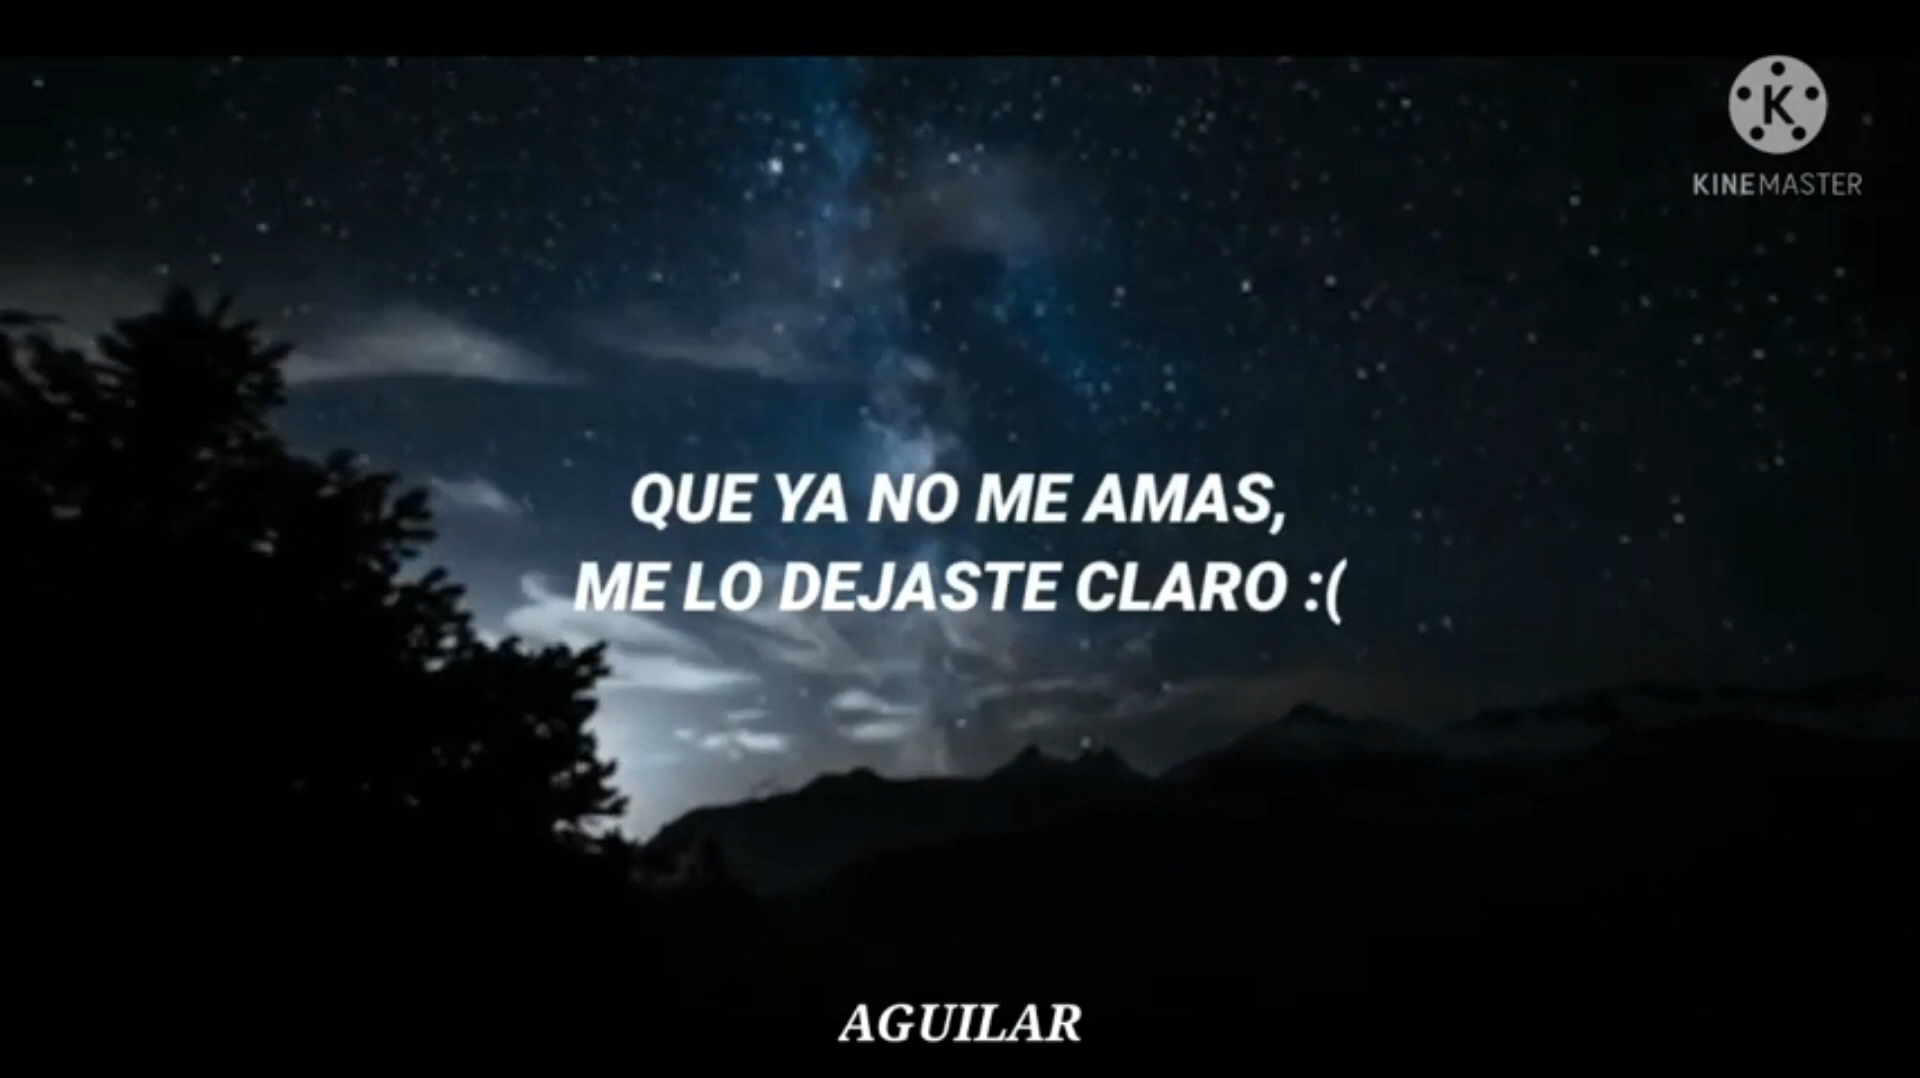 K
KINEMASTER
QUE YA NO ME AMAS,
ME LO DEJASTE CLARO :(
AGUILAR